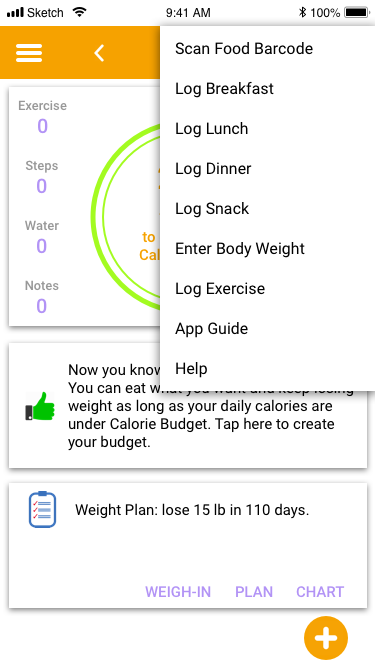 Sketch 9:41 AM 100%
Scan Food Barcode
Log Breakfast
Log Lunch
Log Dinner
Log Snack
Enter Body Weight
Log Exercise
App Guide
Help
Exercise
0
Steps
0
Water
0
Notes
0
to
Cal
Now you know
You can eat what you want and keep losing
weight as long as your daily calories are
under Calorie Budget. Tap here to create
your budget.
Weight Plan: lose 15 lb in 110 days.
WEIGH-IN PLAN CHART